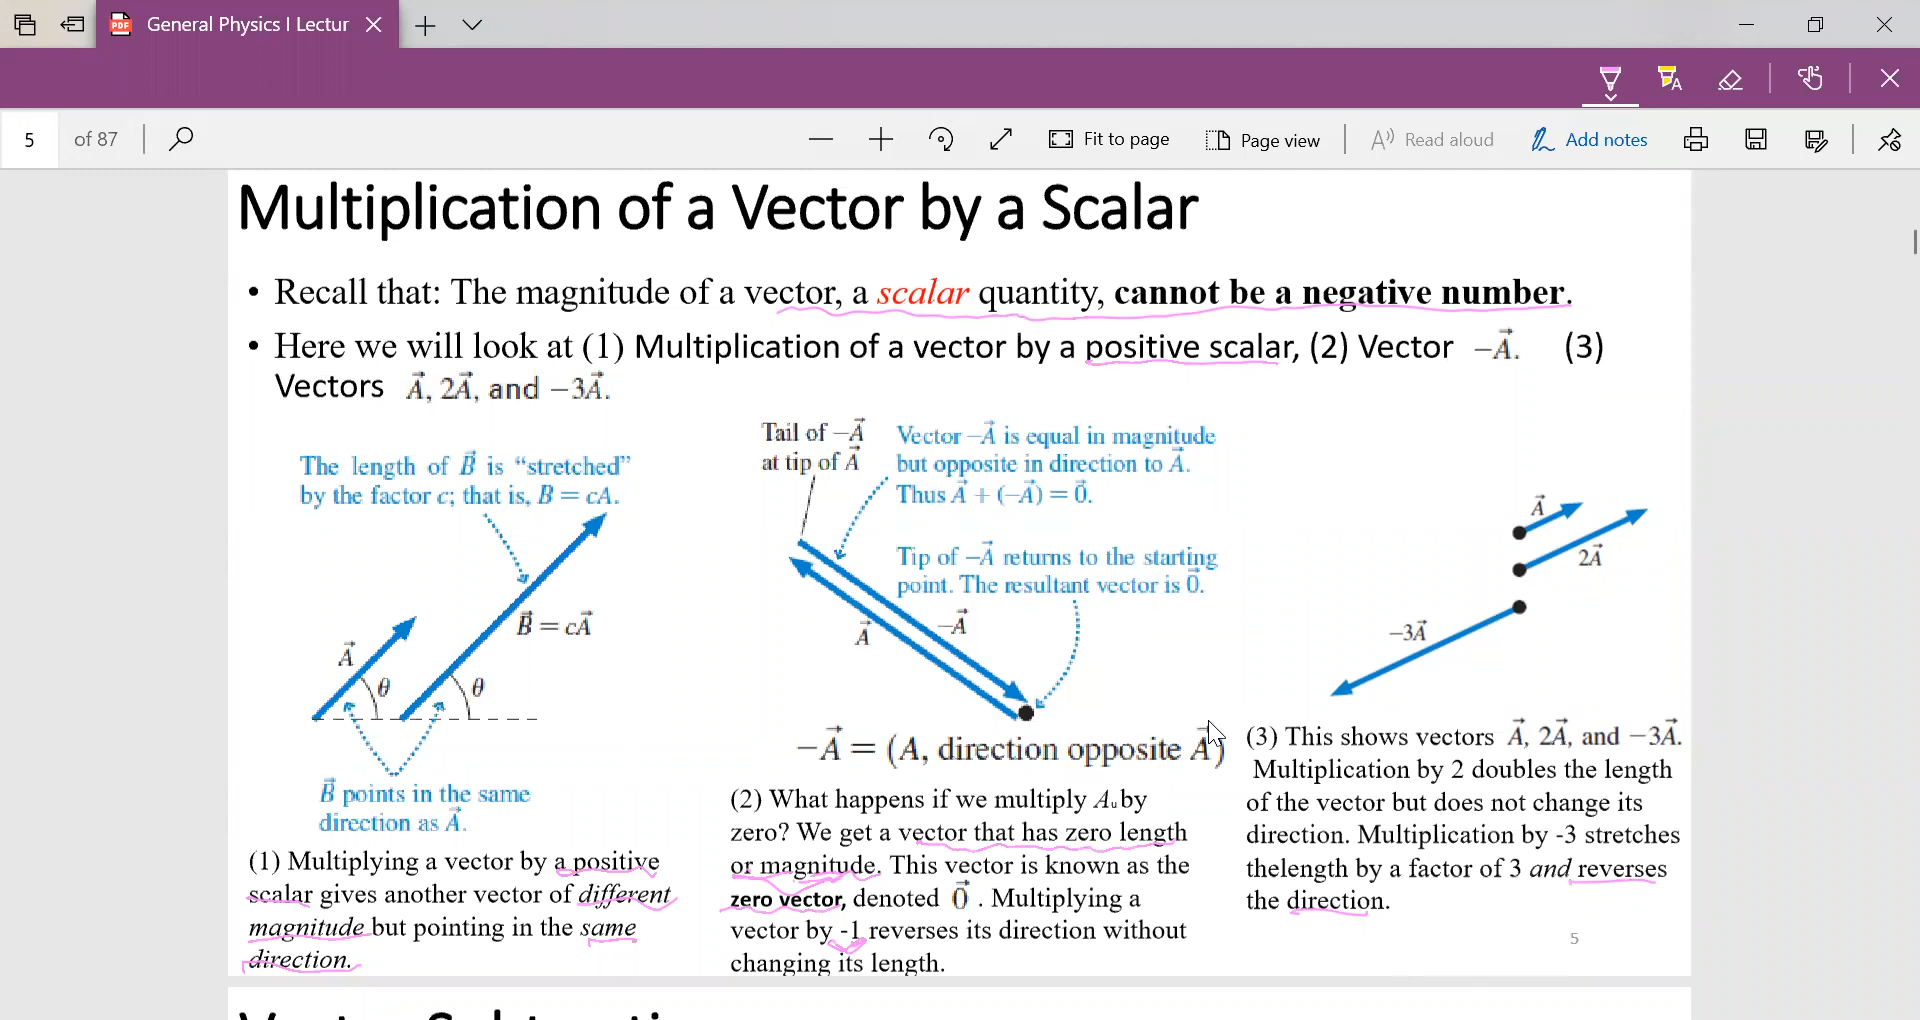 General Physics I Lectur
5 of 87
Fit to page
Page view
Read aloud
Add notes
Multiplication of a Vector by a Scalar
• Recall that: The magnitude of a vector, a scalar quantity, cannot be a negative number.
• Here we will look at (1) Multiplication of a vector by a positive scalar, (2) Vector −A⃗. (3)
Vectors A⃗, 2A⃗, and −3A⃗.
The length of B⃗ is “stretched”
by the factor c; that is, B = cA.
B⃗ = cA⃗
A⃗
θ
θ
B⃗ points in the same
direction as A⃗.
(1) Multiplying a vector by a positive
scalar gives another vector of different
magnitude but pointing in the same
direction.
Tail of −A⃗
at tip of A⃗
Vector −A⃗ is equal in magnitude
but opposite in direction to A⃗.
Thus A⃗ + (−A⃗) = 0⃗.
Tip of −A⃗ returns to the starting
point. The resultant vector is 0⃗.
−A⃗
A⃗
−A⃗ = (A, direction opposite A⃗)
(2) What happens if we multiply A by
zero? We get a vector that has zero length
or magnitude. This vector is known as the
zero vector, denoted 0⃗ . Multiplying a
vector by -1 reverses its direction without
changing its length.
A⃗
2A⃗
−3A⃗
(3) This shows vectors A⃗, 2A⃗, and −3A⃗.
Multiplication by 2 doubles the length
of the vector but does not change its
direction. Multiplication by -3 stretches
thelength by a factor of 3 and reverses
the direction.
5